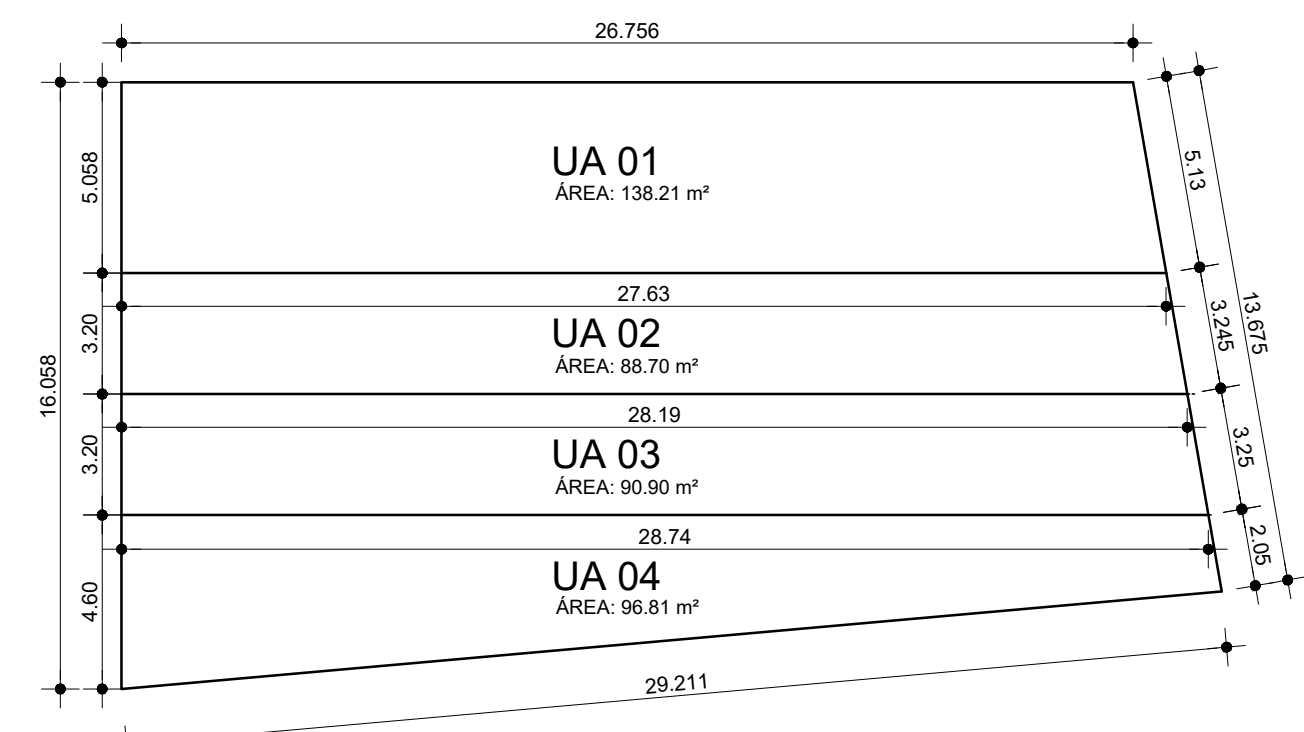 26.756
UA 01
ÁREA: 138.21 m²
5.058
5.13
27.63
UA 02
ÁREA: 88.70 m²
3.20
3.245
13.675
16.058
28.19
UA 03
ÁREA: 90.90 m²
3.20
3.25
28.74
UA 04
ÁREA: 96.81 m²
4.60
2.05
29.211